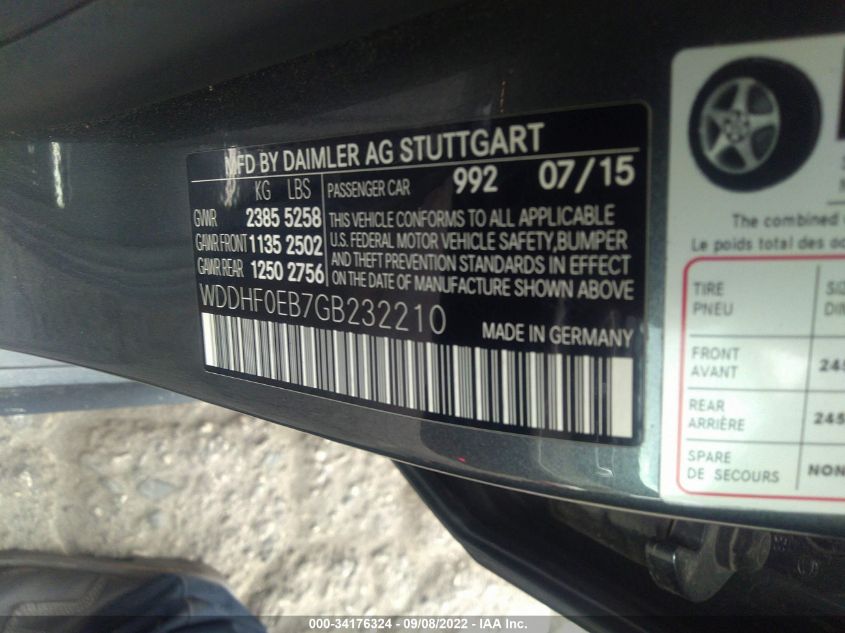 MFD BY DAIMLER AG STUTTGART
KG LBS PASSENGER CAR 992 07/15
GVWR 2385 5258
GAWR FRONT 1135 2502
GAWR REAR 1250 2756
THIS VEHICLE CONFORMS TO ALL APPLICABLE
U.S. FEDERAL MOTOR VEHICLE SAFETY,BUMPER
AND THEFT PREVENTION STANDARDS IN EFFECT
ON THE DATE OF MANUFACTURE SHOWN ABOVE
WDDHF0EB7GB232210
MADE IN GERMANY
The combined
Le poids total des
TIRE
PNEU
FRONT
AVANT
245
REAR
ARRIÈRE
245
SPARE
DE SECOURS
NON
000-34176324 - 09/08/2022 - IAA Inc.